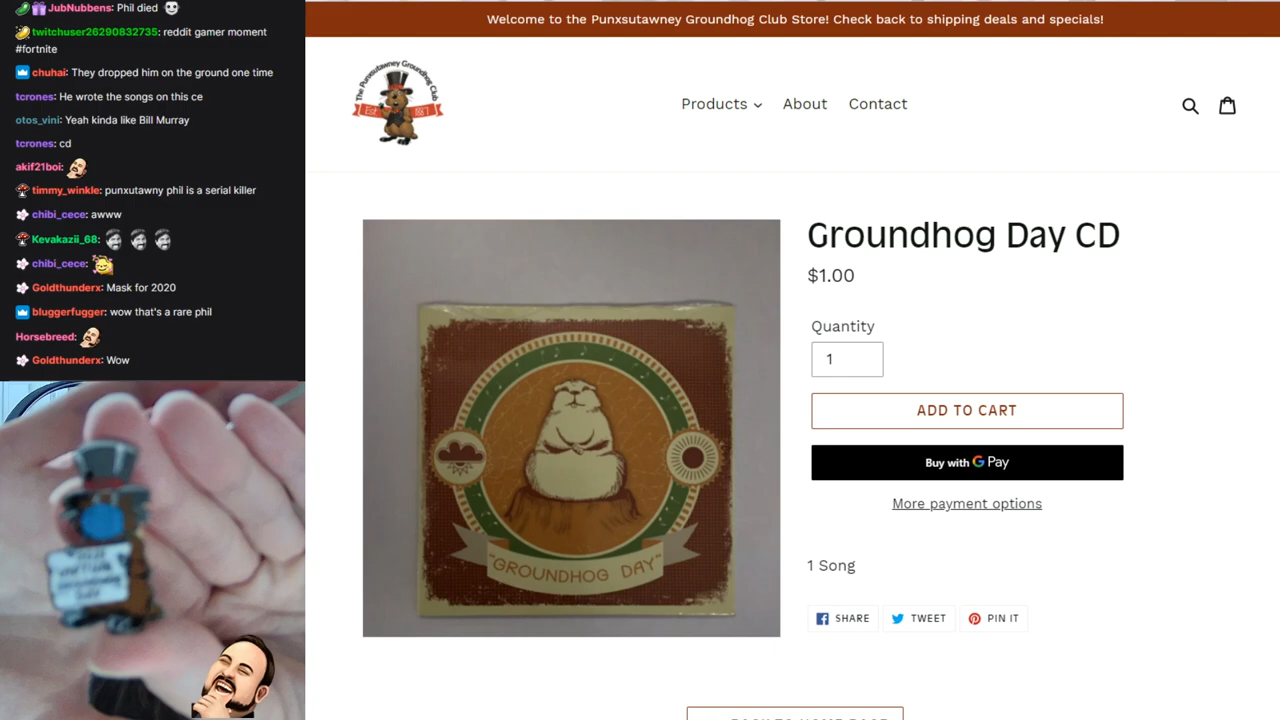 JubNubbens: Phil died
twitchuser26290832735: reddit gamer moment
#fortnite
chuhai: They dropped him on the ground one time
tcrones: He wrote the songs on this ce
otos_vini: Yeah kinda like Bill Murray
tcrones: cd
akif21boi:
timmy_winkle: punxutawny phil is a serial killer
chibi_cece: awww
Kevakazii_68:
chibi_cece:
Goldthunderx: Mask for 2020
bluggerfugger: wow that's a rare phil
Horsebreed:
Goldthunderx: Wow
Welcome to the Punxsutawney Groundhog Club Store! Check back to shipping deals and specials!
The Punxsutawney Groundhog Club
Est 1887
Products
About
Contact
Groundhog Day CD
$1.00
Quantity
1
ADD TO CART
Buy with G Pay
More payment options
1 Song
SHARE
TWEET
PIN IT
"GROUNDHOG DAY"